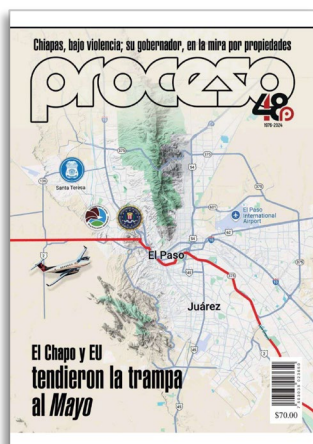 Chiapas, bajo violencia; su gobernador, en la mira por propiedades
proceso
48
1976-2024
Santa Teresa
El Paso
International
Airport
El Paso
Juárez
El Chapo y EU
tendieron la trampa
al Mayo
$70.00